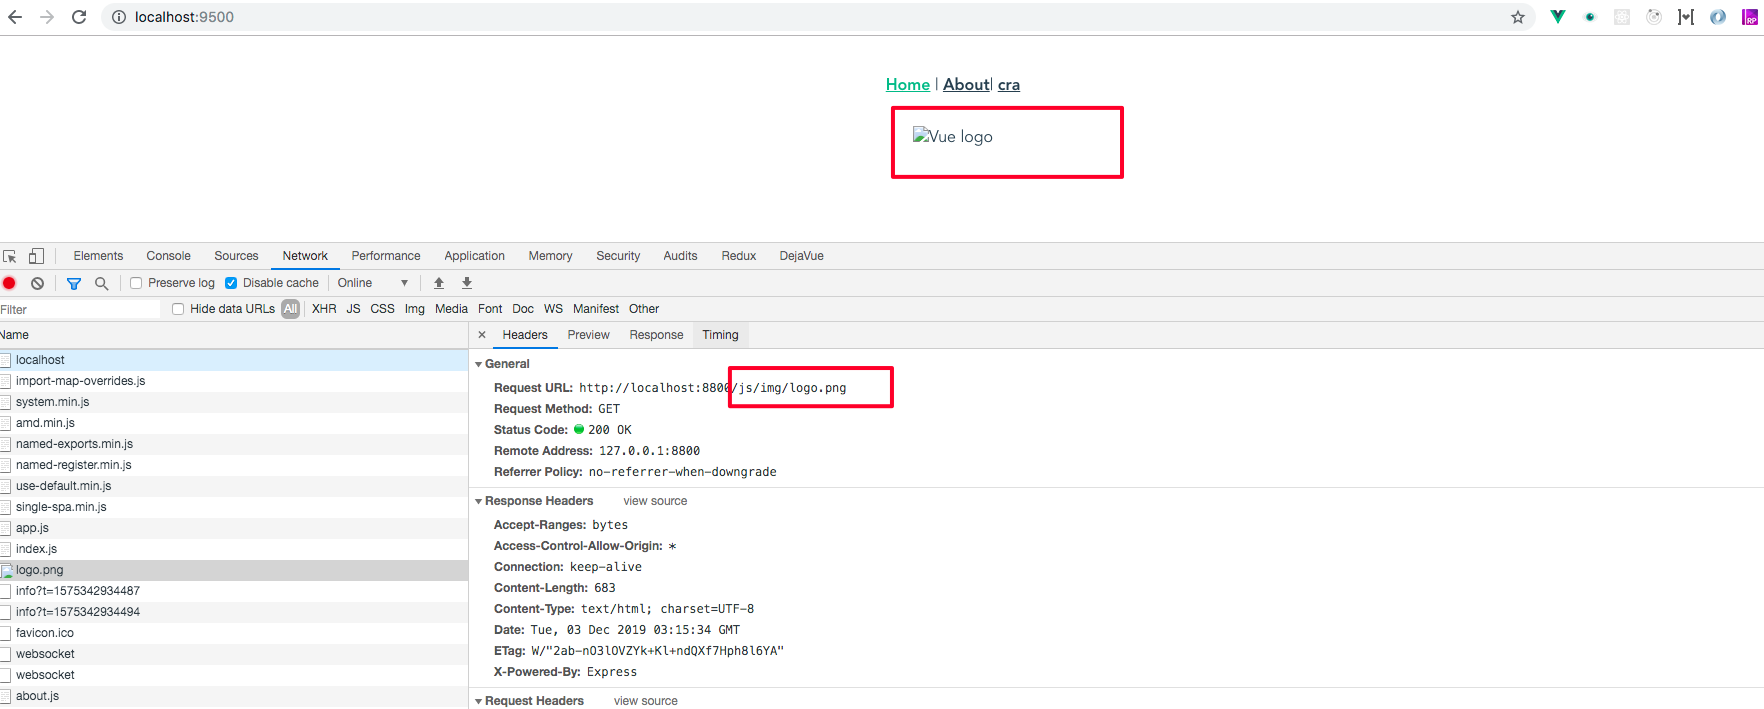 localhost:9500
Home | About| cra
Vue logo
Elements Console Sources Network Performance Application Memory Security Audits Redux DejaVue
Preserve log Disable cache Online
Filter Hide data URLs All XHR JS CSS Img Media Font Doc WS Manifest Other
Name
localhost
import-map-overrides.js
system.min.js
amd.min.js
named-exports.min.js
named-register.min.js
use-default.min.js
single-spa.min.js
app.js
index.js
logo.png
info?t=1575342934487
info?t=1575342934494
favicon.ico
websocket
websocket
about.js
× Headers Preview Response Timing
General
Request URL: http://localhost:8800/js/img/logo.png
Request Method: GET
Status Code: 200 OK
Remote Address: 127.0.0.1:8800
Referrer Policy: no-referrer-when-downgrade
Response Headers view source
Accept-Ranges: bytes
Access-Control-Allow-Origin: *
Connection: keep-alive
Content-Length: 683
Content-Type: text/html; charset=UTF-8
Date: Tue, 03 Dec 2019 03:15:34 GMT
ETag: W/"2ab-nO3lOVZYk+Kl+ndQXf7Hph8l6YA"
X-Powered-By: Express
Request Headers view source